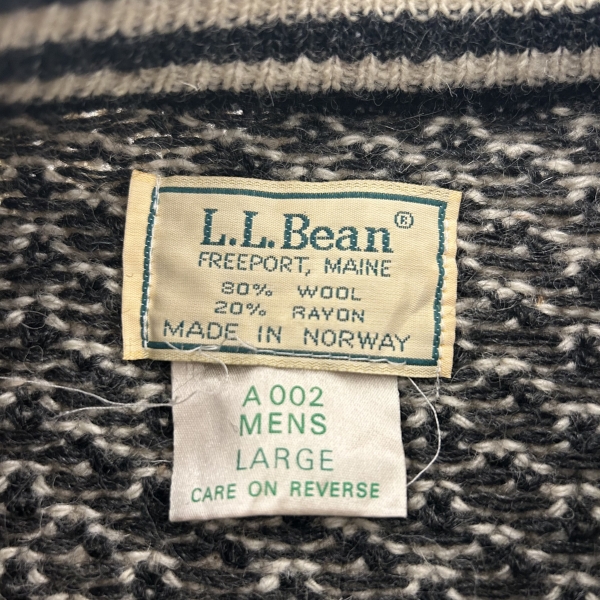 L.L.Bean®
FREEPORT, MAINE
80% WOOL
20% RAYON
MADE IN NORWAY
A 002
MENS
LARGE
CARE ON REVERSE